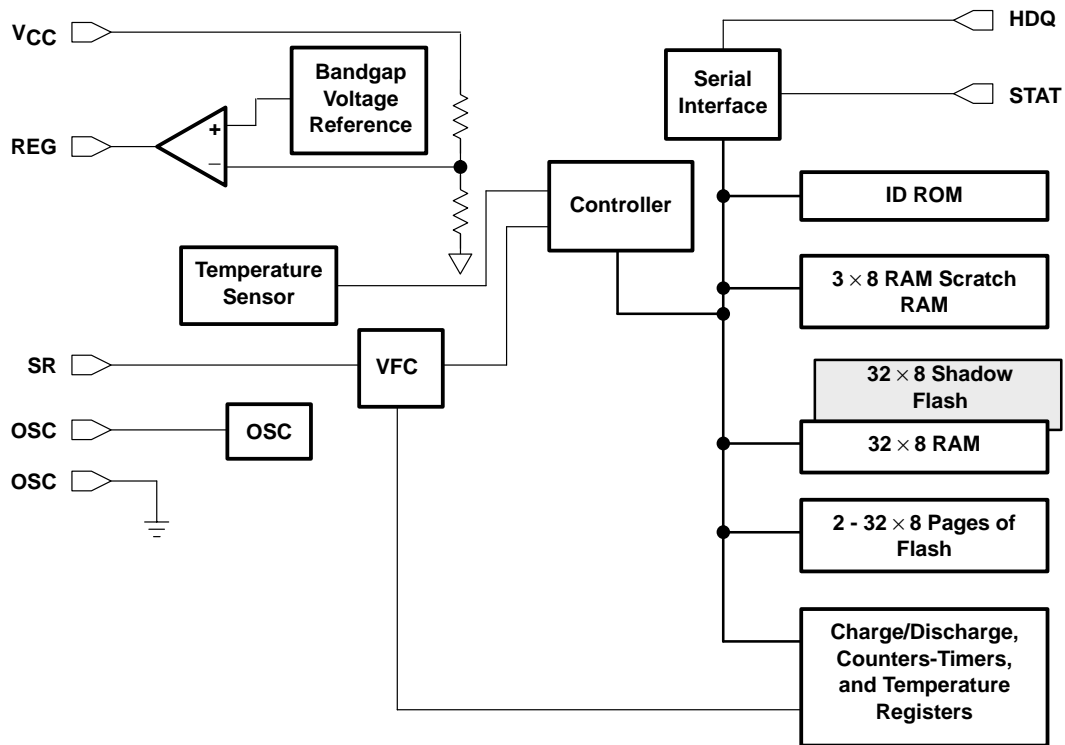 VCC
Bandgap
Voltage
Reference
+
−
REG
HDQ
Serial
Interface
STAT
Controller
ID ROM
Temperature
Sensor
3 × 8 RAM Scratch
RAM
SR
VFC
32 × 8 Shadow
Flash
OSC
OSC
32 × 8 RAM
OSC
2 - 32 × 8 Pages of
Flash
Charge/Discharge,
Counters-Timers,
and Temperature
Registers